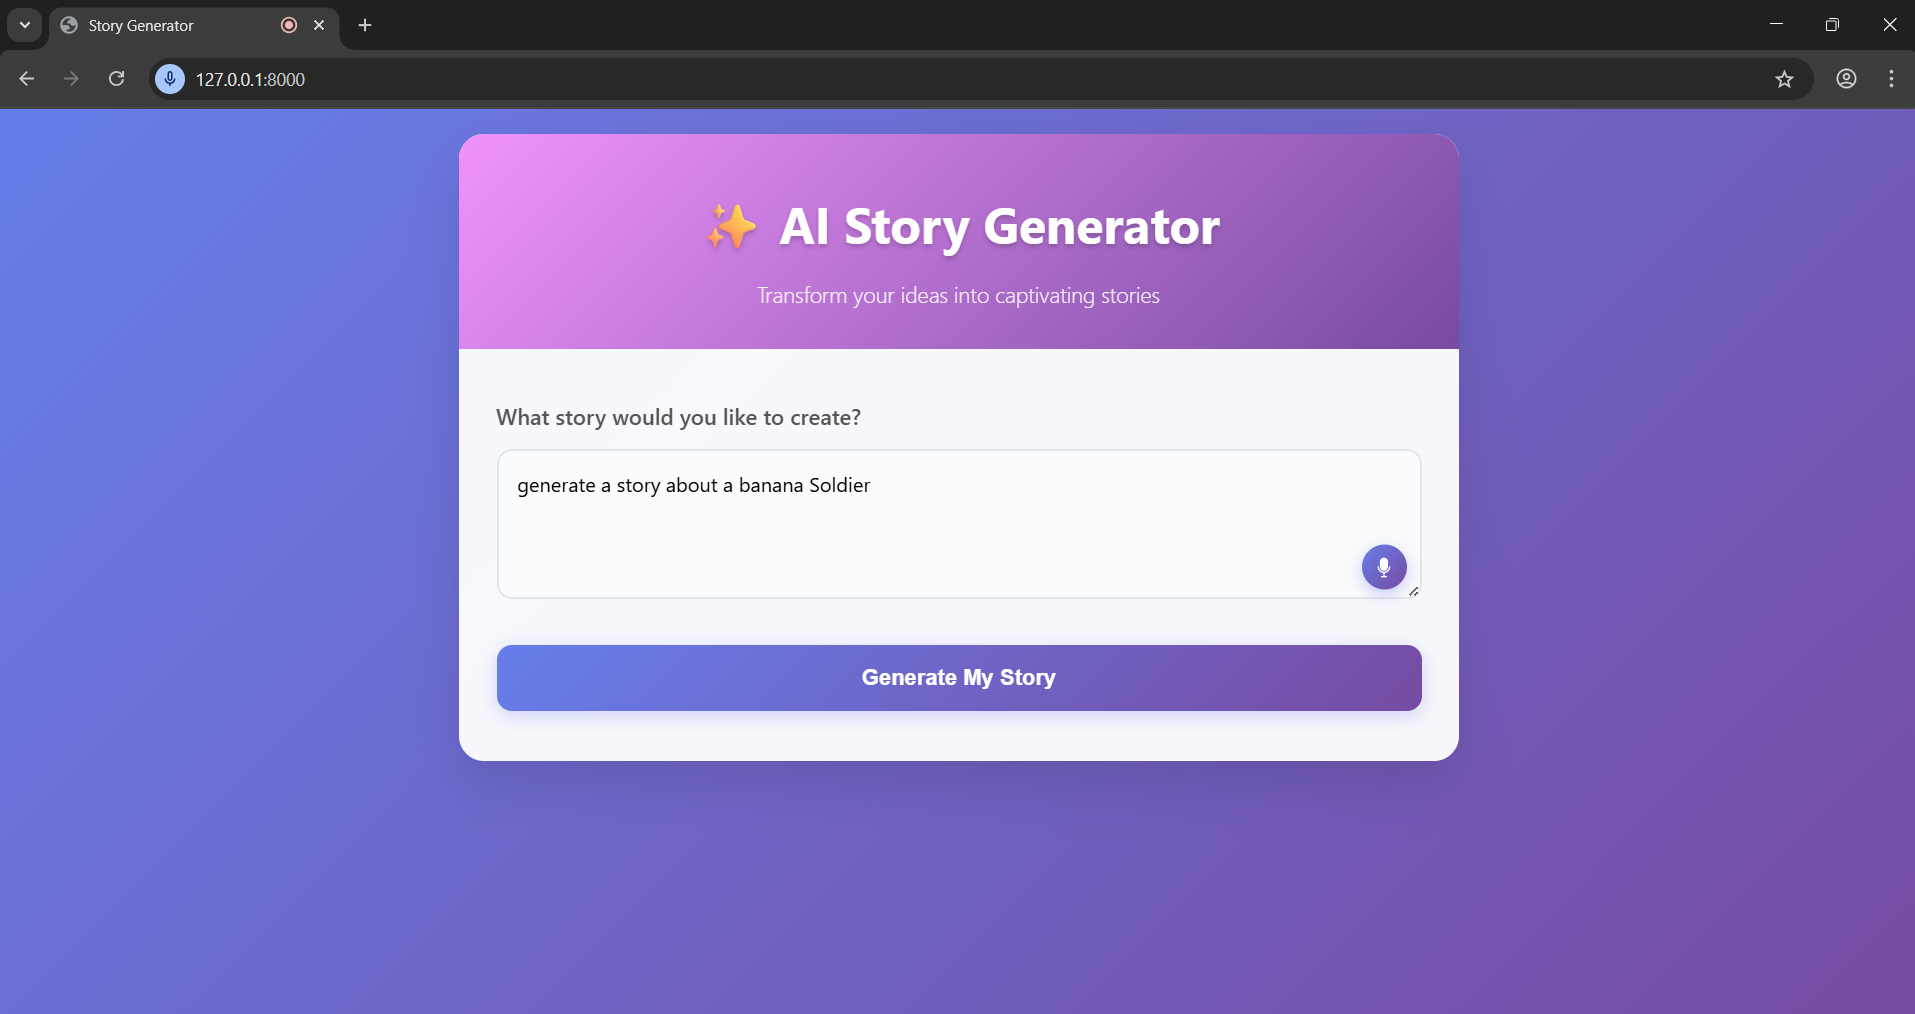 Story Generator
127.0.0.1:8000
✨ AI Story Generator
Transform your ideas into captivating stories
What story would you like to create?
generate a story about a banana Soldier
Generate My Story